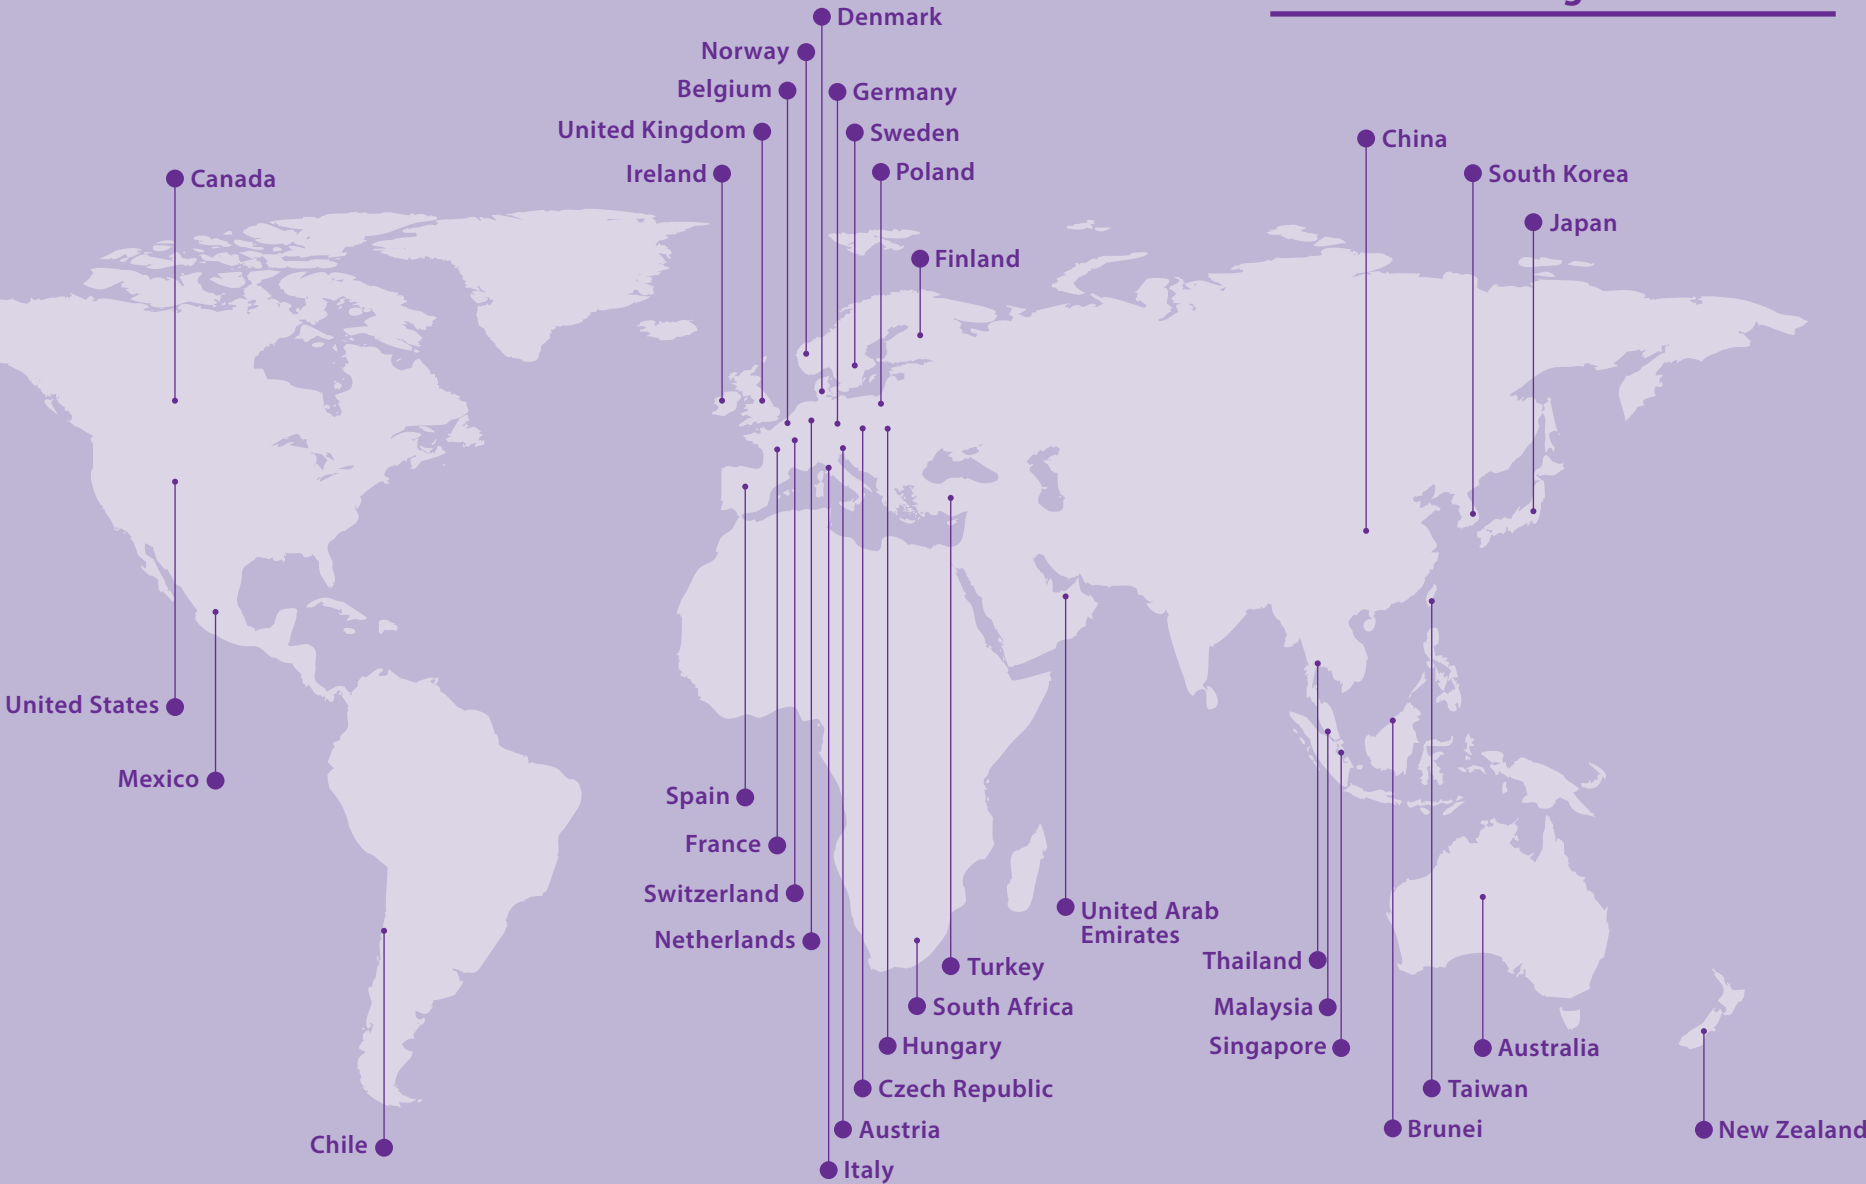 Denmark
Norway
Belgium
Germany
United Kingdom
Sweden
China
Ireland
Poland
South Korea
Canada
Japan
Finland
United States
Mexico
Spain
France
Switzerland
United Arab
Emirates
Netherlands
Thailand
Turkey
South Africa
Malaysia
Hungary
Singapore
Australia
Czech Republic
Taiwan
Austria
Brunei
New Zealand
Chile
Italy